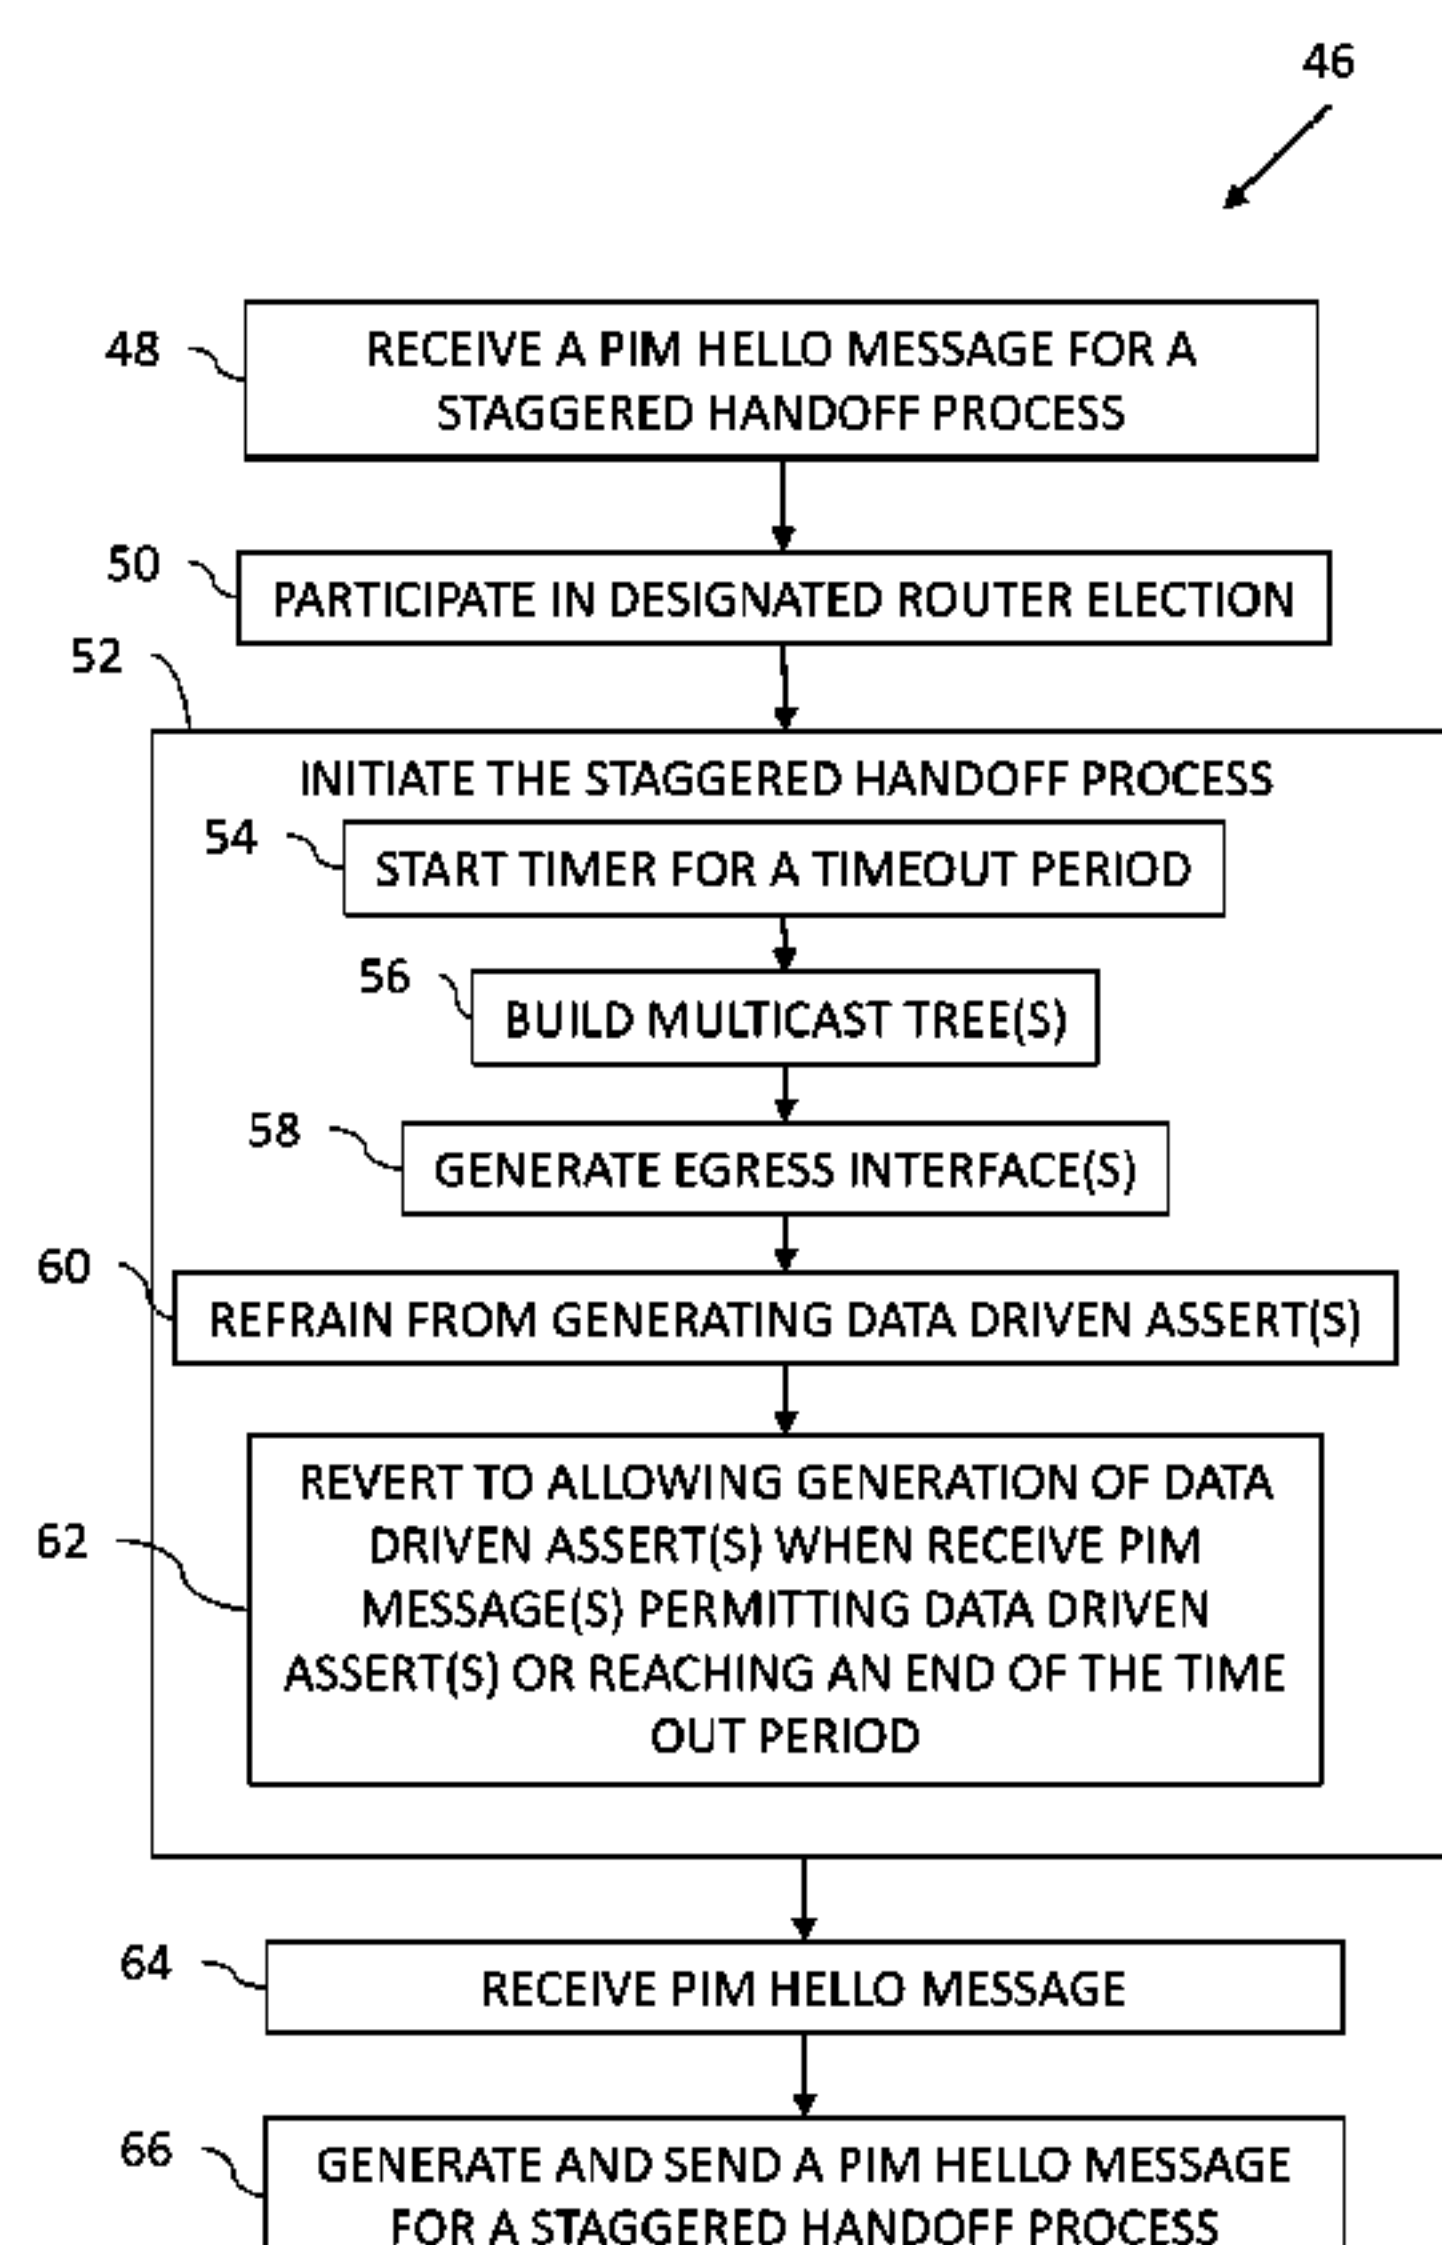 46
48
RECEIVE A PIM HELLO MESSAGE FOR A
STAGGERED HANDOFF PROCESS
50
PARTICIPATE IN DESIGNATED ROUTER ELECTION
52
INITIATE THE STAGGERED HANDOFF PROCESS
54
START TIMER FOR A TIMEOUT PERIOD
56
BUILD MULTICAST TREE(S)
58
GENERATE EGRESS INTERFACE(S)
60
REFRAIN FROM GENERATING DATA DRIVEN ASSERT(S)
62
REVERT TO ALLOWING GENERATION OF DATA
DRIVEN ASSERT(S) WHEN RECEIVE PIM
MESSAGE(S) PERMITTING DATA DRIVEN
ASSERT(S) OR REACHING AN END OF THE TIME
OUT PERIOD
64
RECEIVE PIM HELLO MESSAGE
66
GENERATE AND SEND A PIM HELLO MESSAGE
FOR A STAGGERED HANDOFF PROCESS